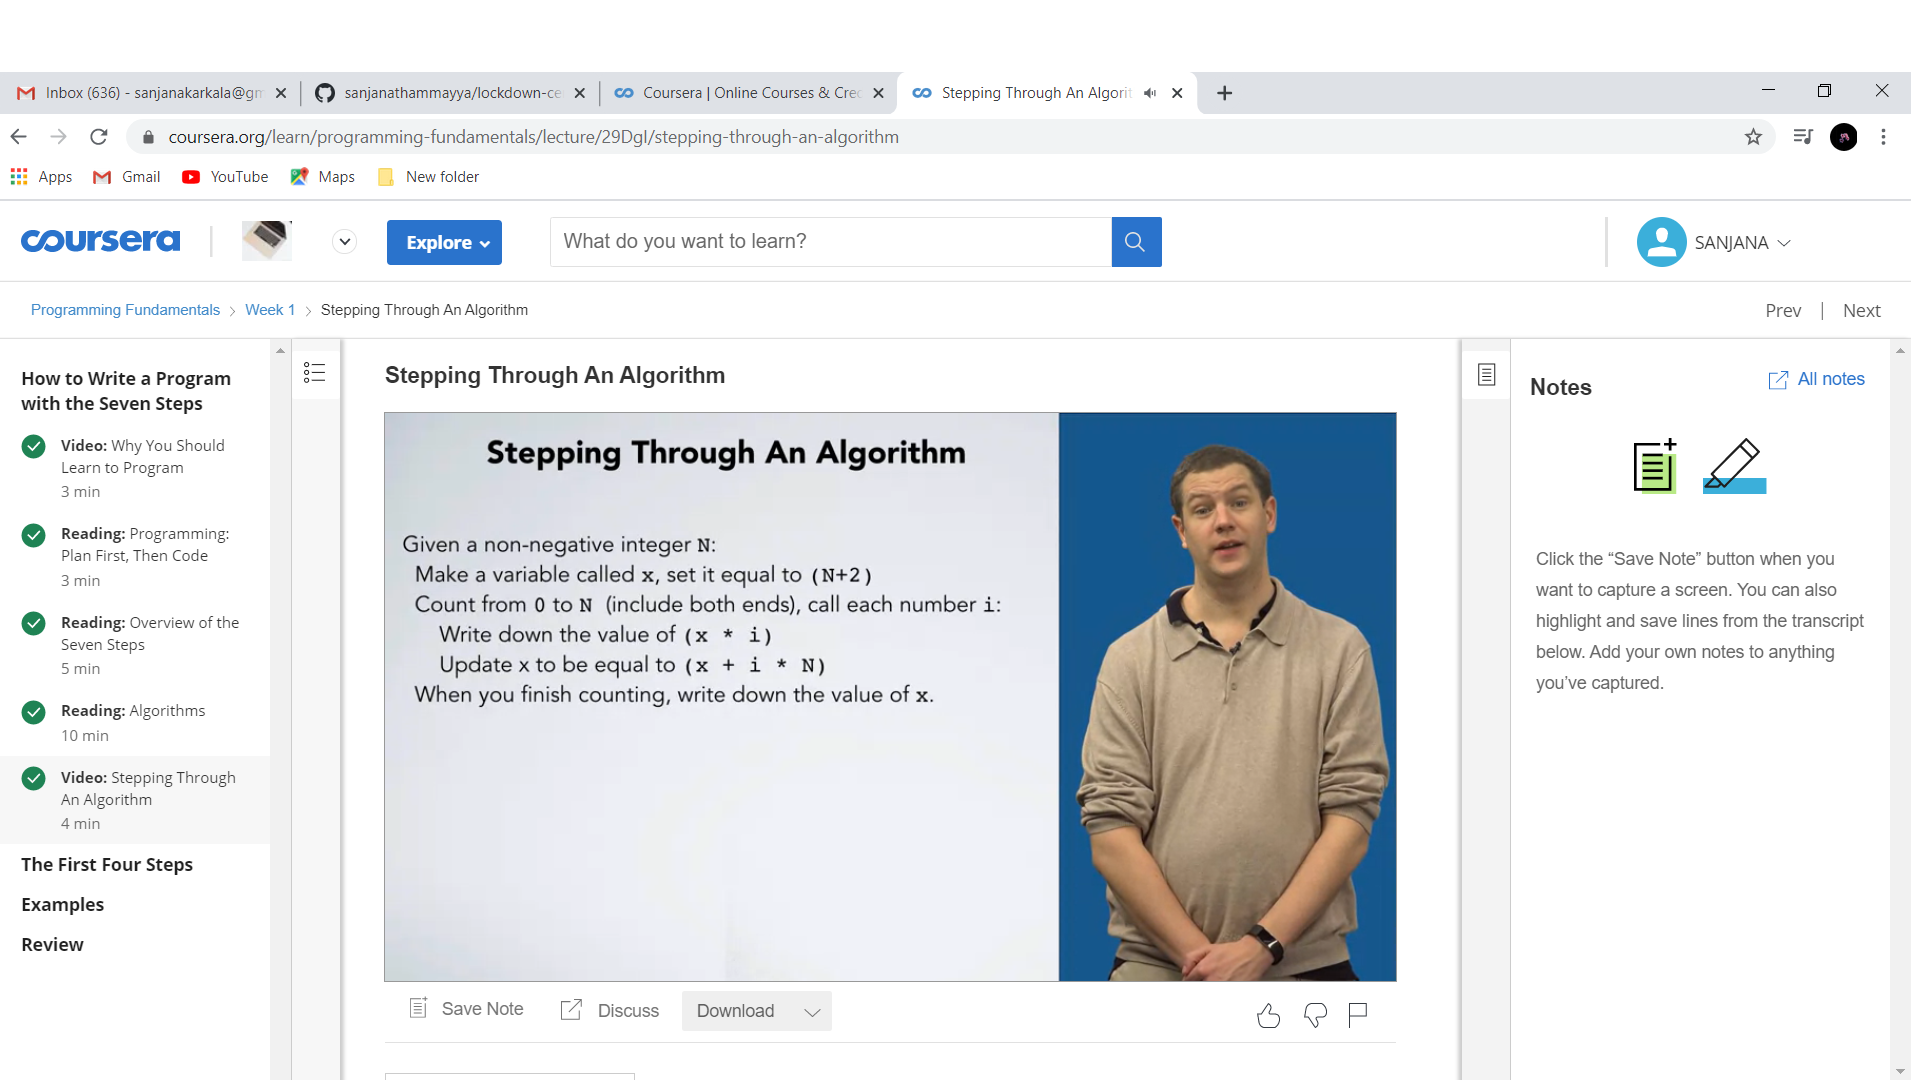 Inbox (636) - sanjanakarkala@gm
sanjanathammayya/lockdown-ce
Coursera | Online Courses & Cred
Stepping Through An Algorit
coursera.org/learn/programming-fundamentals/lecture/29DgI/stepping-through-an-algorithm
Apps
Gmail
YouTube
Maps
New folder
coursera
Explore
What do you want to learn?
SANJANA
Programming Fundamentals > Week 1 > Stepping Through An Algorithm
Prev | Next
How to Write a Program
with the Seven Steps
Video: Why You Should
Learn to Program
3 min
Reading: Programming:
Plan First, Then Code
3 min
Reading: Overview of the
Seven Steps
5 min
Reading: Algorithms
10 min
Video: Stepping Through
An Algorithm
4 min
The First Four Steps
Examples
Review
Stepping Through An Algorithm
Stepping Through An Algorithm
Given a non-negative integer N:
Make a variable called x, set it equal to (N+2)
Count from 0 to N (include both ends), call each number i:
Write down the value of (x * i)
Update x to be equal to (x + i * N)
When you finish counting, write down the value of x.
Save Note
Discuss
Download
Notes
All notes
Click the “Save Note” button when you
want to capture a screen. You can also
highlight and save lines from the transcript
below. Add your own notes to anything
you’ve captured.